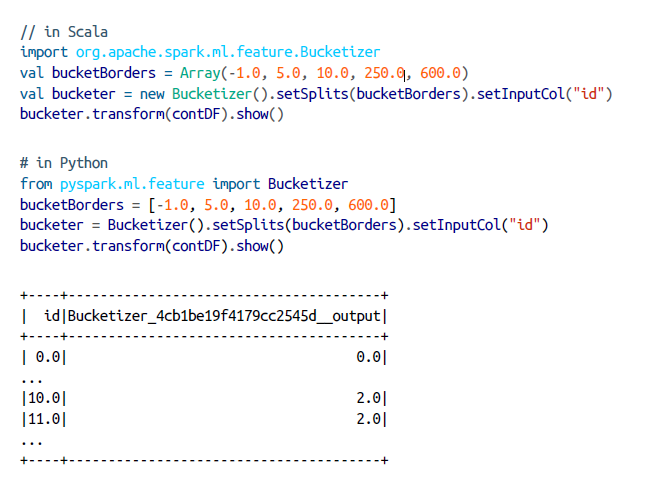 // in Scala
import org.apache.spark.ml.feature.Bucketizer
val bucketBorders = Array(-1.0, 5.0, 10.0, 250.0, 600.0)
val bucketer = new Bucketizer().setSplits(bucketBorders).setInputCol("id")
bucketer.transform(contDF).show()
# in Python
from pyspark.ml.feature import Bucketizer
bucketBorders = [-1.0, 5.0, 10.0, 250.0, 600.0]
bucketer = Bucketizer().setSplits(bucketBorders).setInputCol("id")
bucketer.transform(contDF).show()
+----+---------------------------------------+
|  id|Bucketizer_4cb1be19f4179cc2545d__output|
+----+---------------------------------------+
| 0.0|                                    0.0|
...
|10.0|                                    2.0|
|11.0|                                    2.0|
...
+----+---------------------------------------+